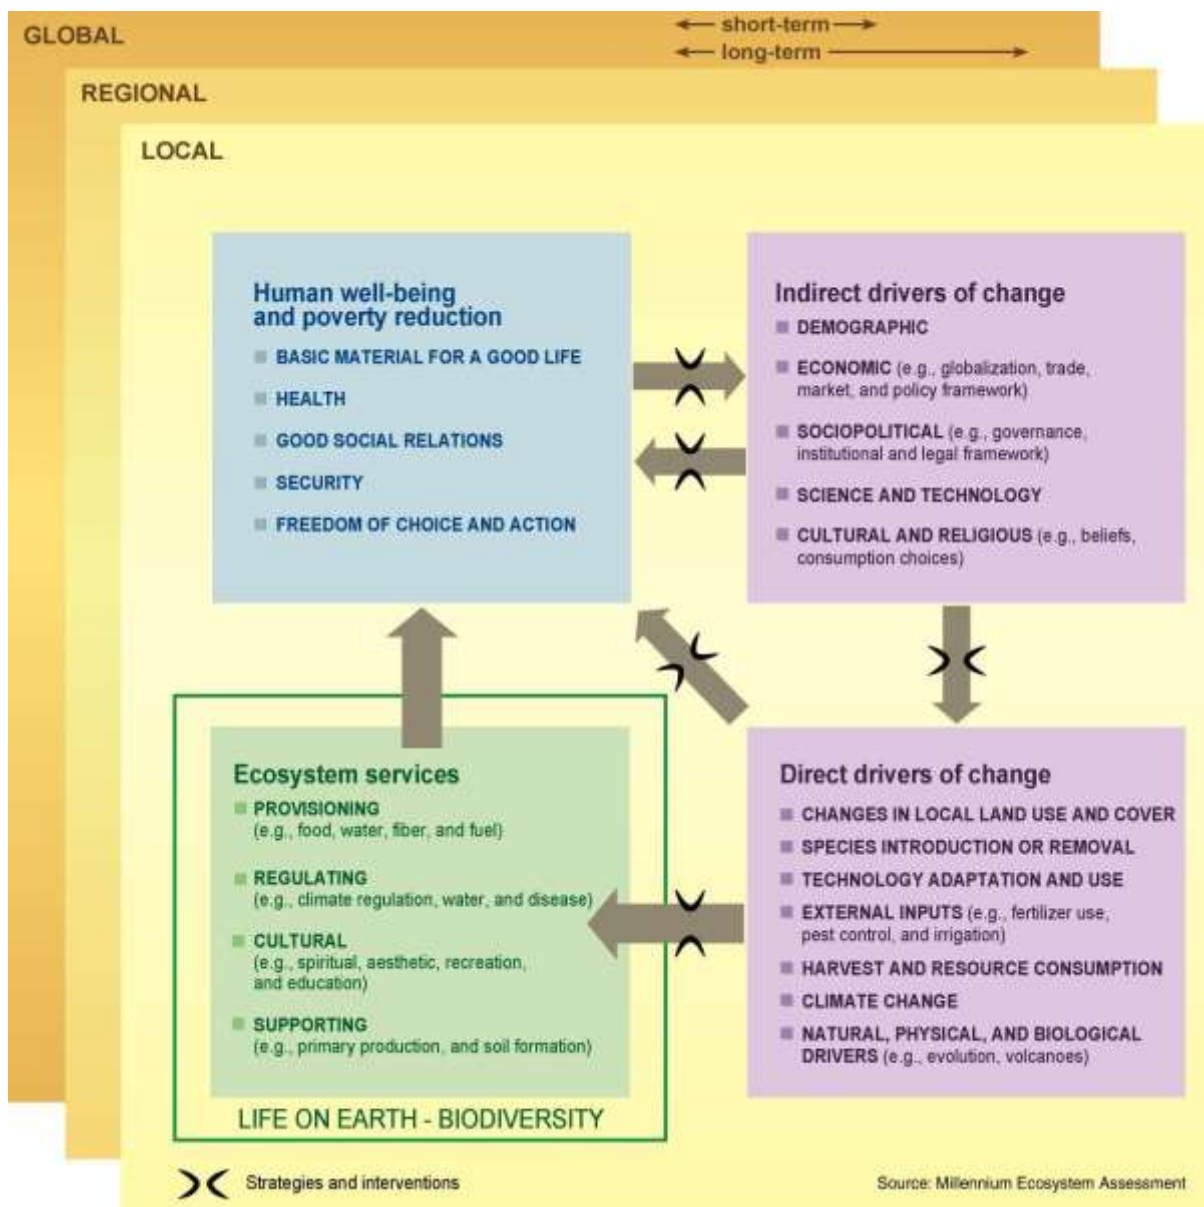 GLOBAL
short-term
long-term
REGIONAL
LOCAL
Human well-being
and poverty reduction
BASIC MATERIAL FOR A GOOD LIFE
HEALTH
GOOD SOCIAL RELATIONS
SECURITY
FREEDOM OF CHOICE AND ACTION
Indirect drivers of change
DEMOGRAPHIC
ECONOMIC (e.g., globalization, trade,
market, and policy framework)
SOCIOPOLITICAL (e.g., governance,
institutional and legal framework)
SCIENCE AND TECHNOLOGY
CULTURAL AND RELIGIOUS (e.g., beliefs,
consumption choices)
Ecosystem services
PROVISIONING
(e.g., food, water, fiber, and fuel)
REGULATING
(e.g., climate regulation, water, and disease)
CULTURAL
(e.g., spiritual, aesthetic, recreation,
and education)
SUPPORTING
(e.g., primary production, and soil formation)
LIFE ON EARTH - BIODIVERSITY
Direct drivers of change
CHANGES IN LOCAL LAND USE AND COVER
SPECIES INTRODUCTION OR REMOVAL
TECHNOLOGY ADAPTATION AND USE
EXTERNAL INPUTS (e.g., fertilizer use,
pest control, and irrigation)
HARVEST AND RESOURCE CONSUMPTION
CLIMATE CHANGE
NATURAL, PHYSICAL, AND BIOLOGICAL
DRIVERS (e.g., evolution, volcanoes)
Strategies and interventions
Source: Millennium Ecosystem Assessment